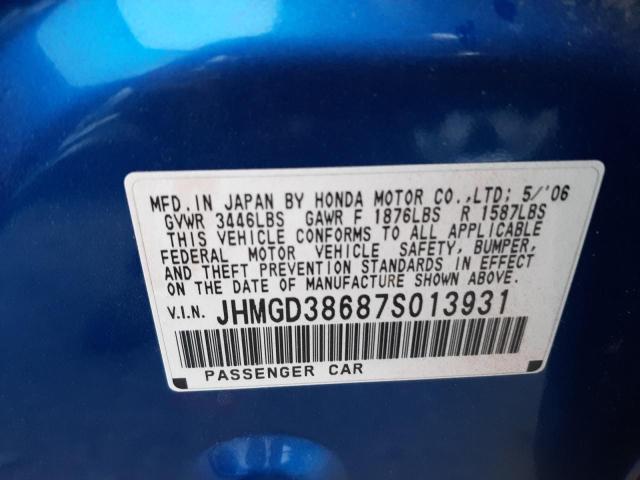 MFD.IN JAPAN BY HONDA MOTOR CO.,LTD; 5/'06
GVWR 3446LBS GAWR F 1876LBS R 1587LBS
THIS VEHICLE CONFORMS TO ALL APPLICABLE
FEDERAL MOTOR VEHICLE SAFETY, BUMPER,
AND THEFT PREVENTION STANDARDS IN EFFECT
ON THE DATE OF MANUFACTURE SHOWN ABOVE.
V.I.N. JHMGD38687S013931
PASSENGER CAR